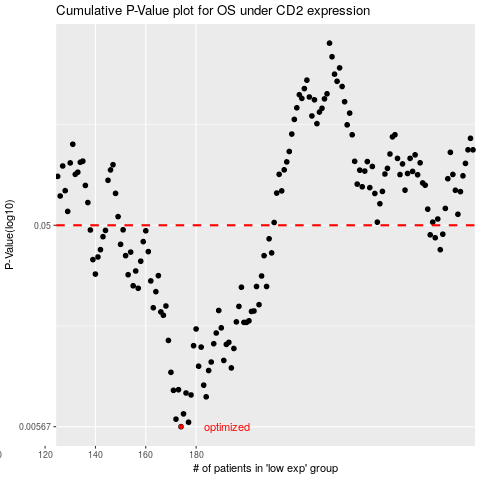 Cumulative P-Value plot for OS under CD2 expression
P-Value(log10)
0.05
0.00567
optimized
0 120 140 160 180
# of patients in 'low exp' group